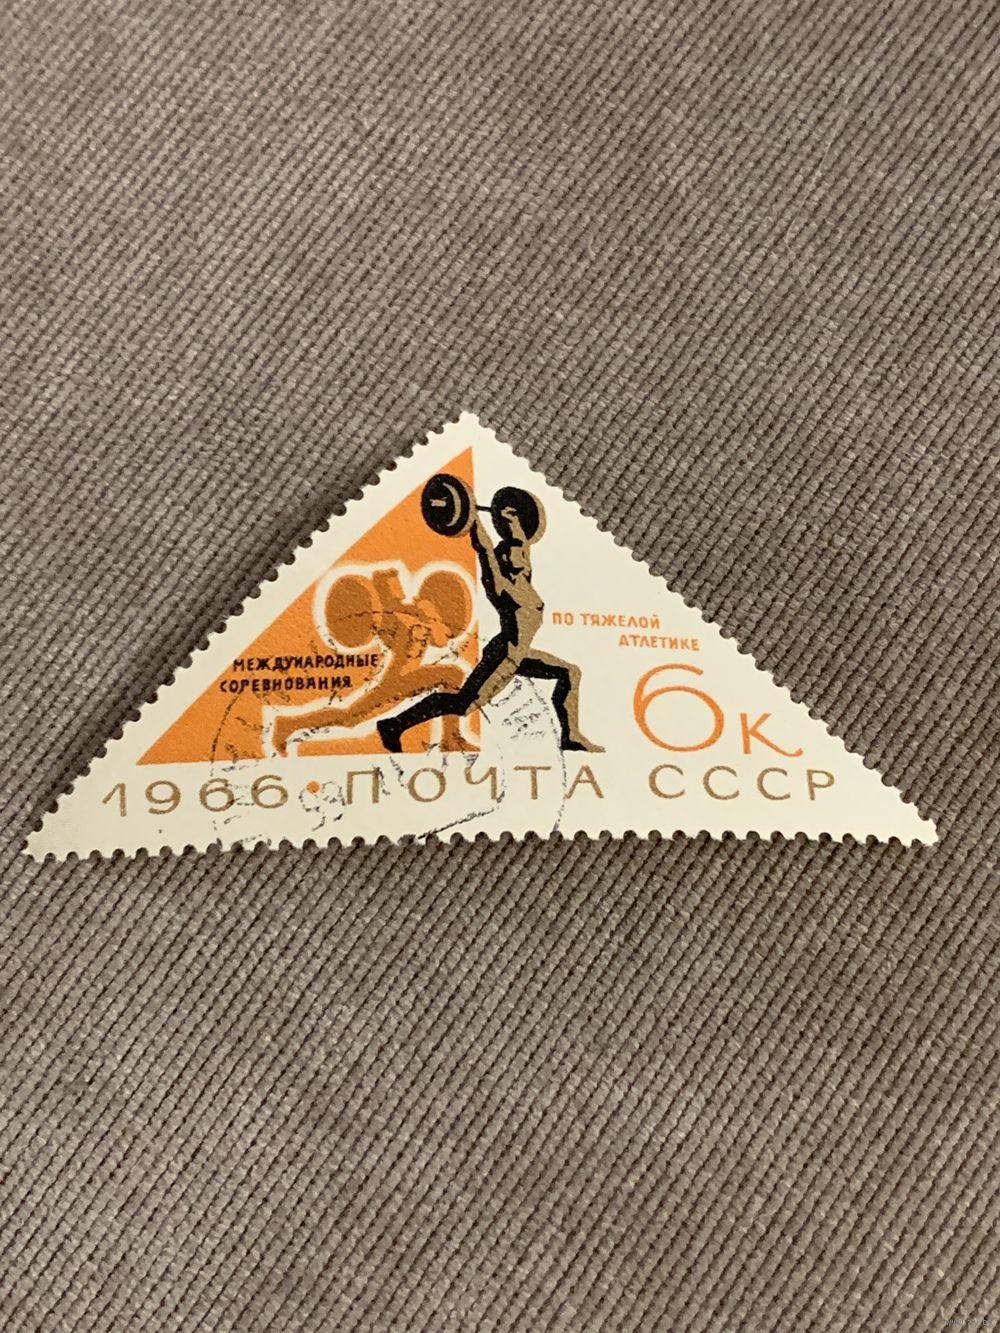 МЕЖДУНАРОДНЫЕ
СОРЕВНОВАНИЯ
ПО ТЯЖЕЛОЙ
АТЛЕТИКЕ
6к
1966 • ПОЧТА СССР